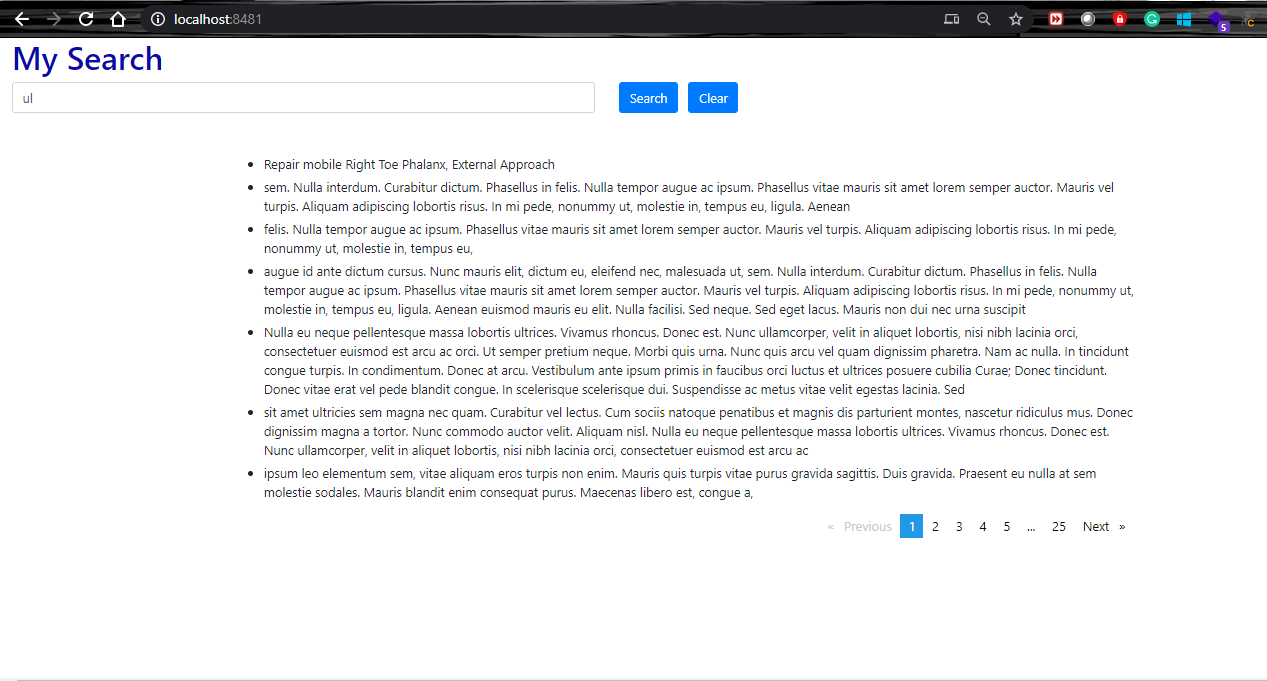 localhost:8481
5
My Search
ul
Search
Clear
Repair mobile Right Toe Phalanx, External Approach
sem. Nulla interdum. Curabitur dictum. Phasellus in felis. Nulla tempor augue ac ipsum. Phasellus vitae mauris sit amet lorem semper auctor. Mauris vel
turpis. Aliquam adipiscing lobortis risus. In mi pede, nonummy ut, molestie in, tempus eu, ligula. Aenean
felis. Nulla tempor augue ac ipsum. Phasellus vitae mauris sit amet lorem semper auctor. Mauris vel turpis. Aliquam adipiscing lobortis risus. In mi pede,
nonummy ut, molestie in, tempus eu,
augue id ante dictum cursus. Nunc mauris elit, dictum eu, eleifend nec, malesuada ut, sem. Nulla interdum. Curabitur dictum. Phasellus in felis. Nulla
tempor augue ac ipsum. Phasellus vitae mauris sit amet lorem semper auctor. Mauris vel turpis. Aliquam adipiscing lobortis risus. In mi pede, nonummy ut,
molestie in, tempus eu, ligula. Aenean euismod mauris eu elit. Nulla facilisi. Sed neque. Sed eget lacus. Mauris non dui nec urna suscipit
Nulla eu neque pellentesque massa lobortis ultrices. Vivamus rhoncus. Donec est. Nunc ullamcorper, velit in aliquet lobortis, nisi nibh lacinia orci,
consectetuer euismod est arcu ac orci. Ut semper pretium neque. Morbi quis urna. Nunc quis arcu vel quam dignissim pharetra. Nam ac nulla. In tincidunt
congue turpis. In condimentum. Donec at arcu. Vestibulum ante ipsum primis in faucibus orci luctus et ultrices posuere cubilia Curae; Donec tincidunt.
Donec vitae erat vel pede blandit congue. In scelerisque scelerisque dui. Suspendisse ac metus vitae velit egestas lacinia. Sed
sit amet ultricies sem magna nec quam. Curabitur vel lectus. Cum sociis natoque penatibus et magnis dis parturient montes, nascetur ridiculus mus. Donec
dignissim magna a tortor. Nunc commodo auctor velit. Aliquam nisl. Nulla eu neque pellentesque massa lobortis ultrices. Vivamus rhoncus. Donec est.
Nunc ullamcorper, velit in aliquet lobortis, nisi nibh lacinia orci, consectetuer euismod est arcu ac
ipsum leo elementum sem, vitae aliquam eros turpis non enim. Mauris quis turpis vitae purus gravida sagittis. Duis gravida. Praesent eu nulla at sem
molestie sodales. Mauris blandit enim consequat purus. Maecenas libero est, congue a,
« Previous 1 2 3 4 5 ... 25 Next »